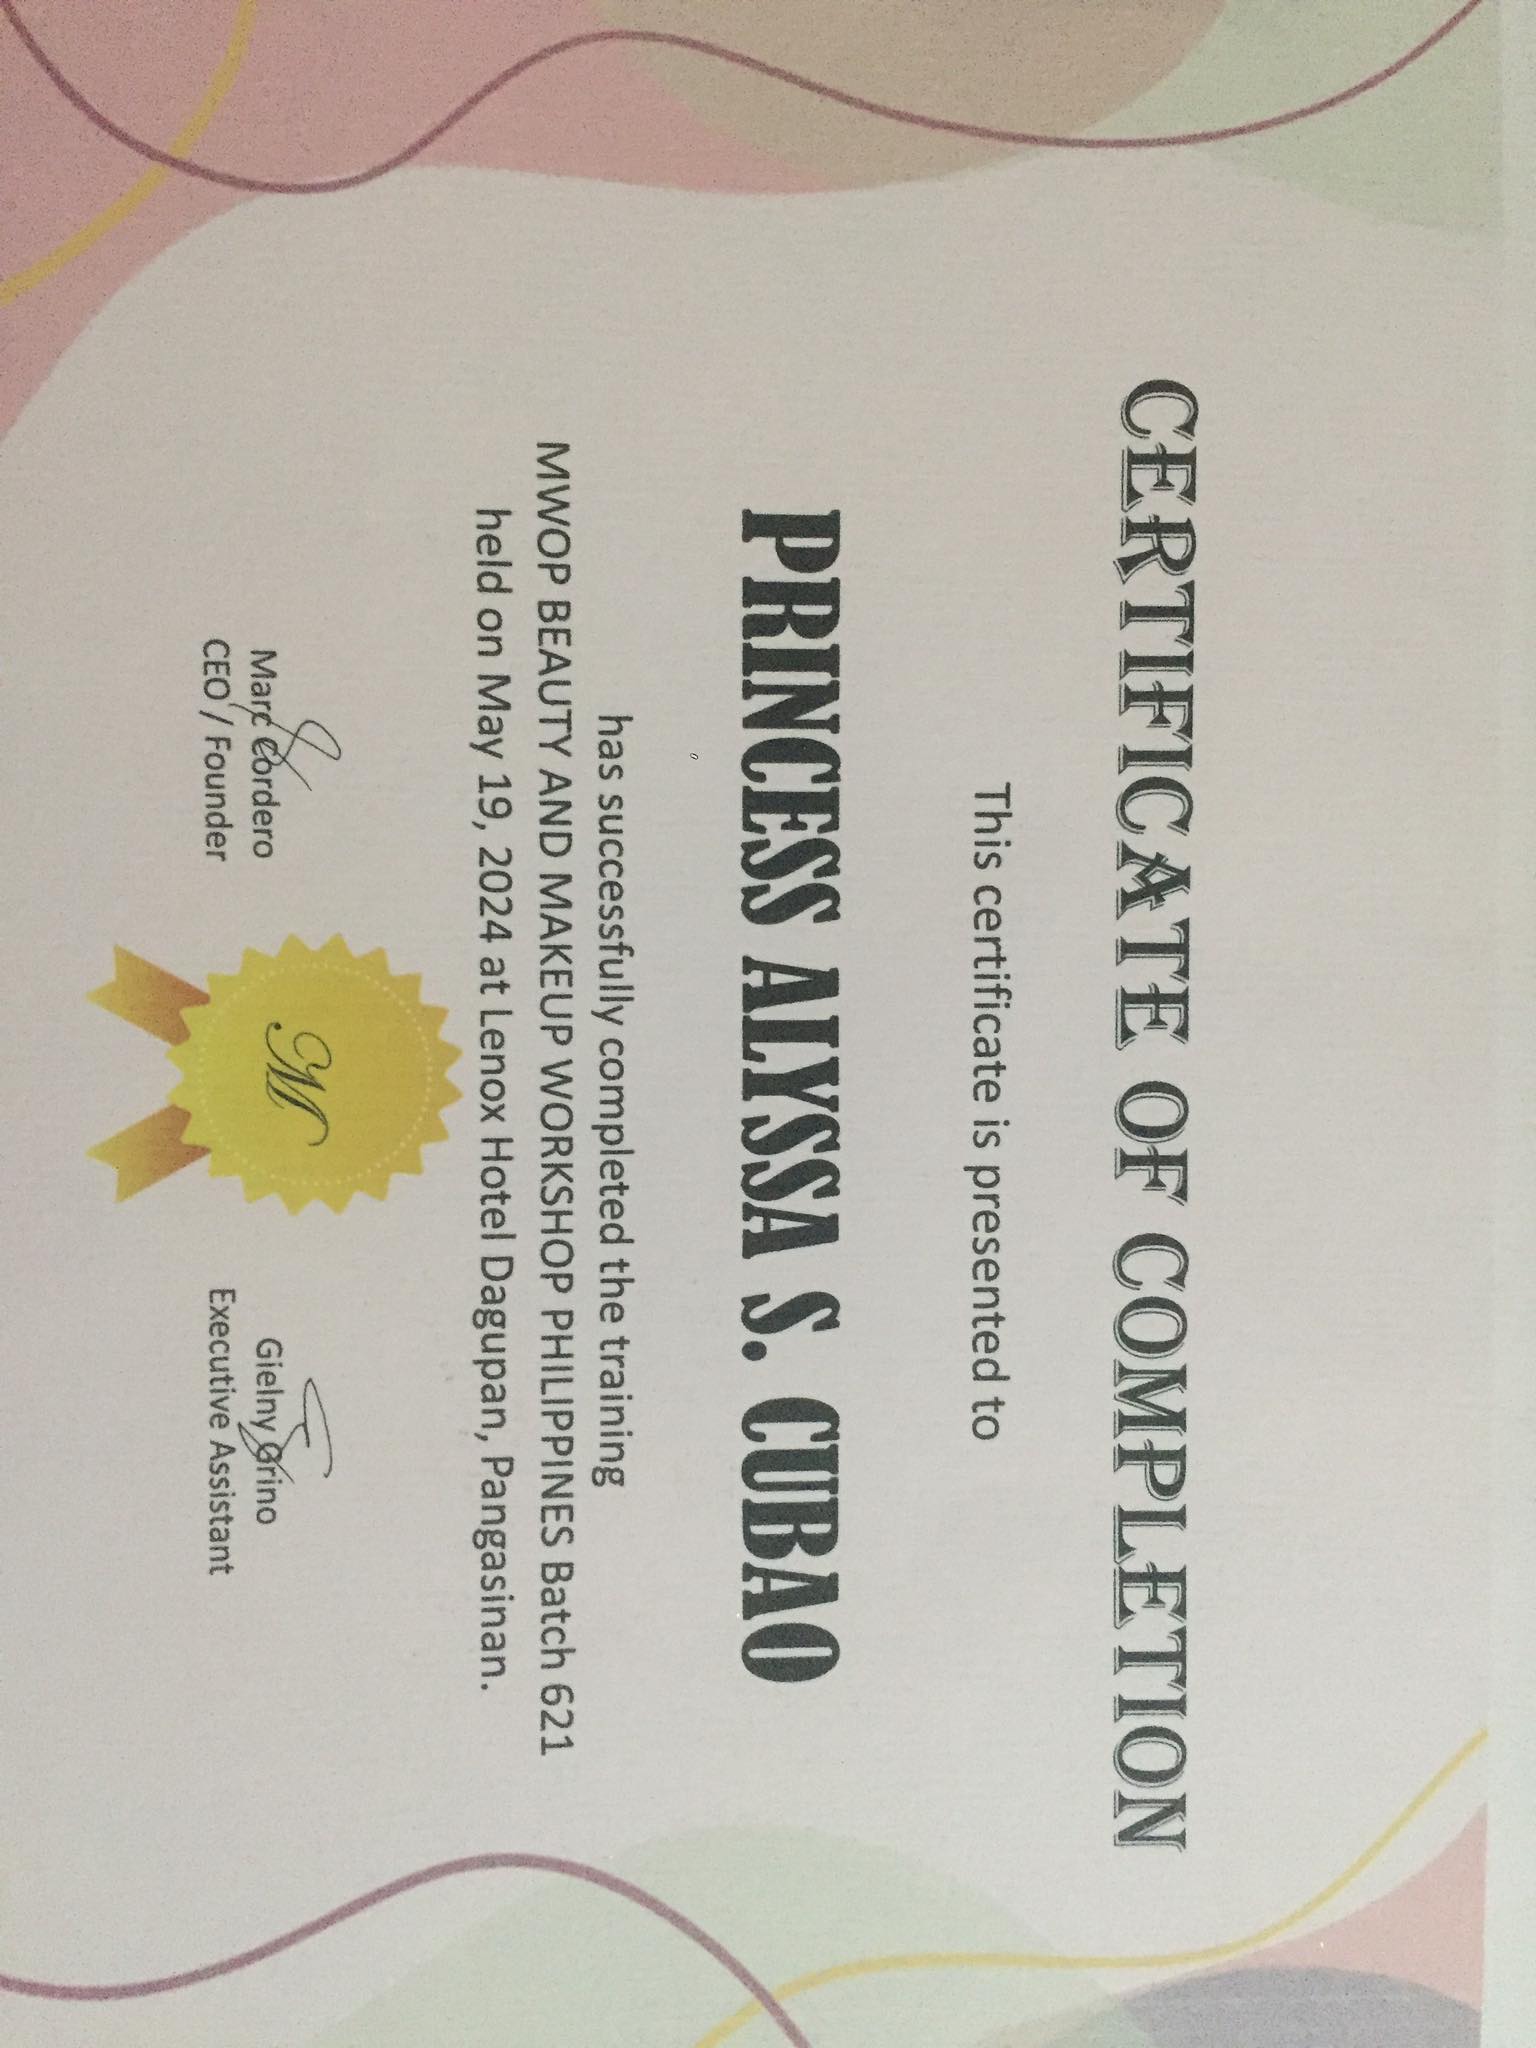 CERTIFICATE OF COMPLETION
This certificate is presented to
PRINCESS ALYSSA S. CUBAO
has successfully completed the training
MWOP BEAUTY AND MAKEUP WORKSHOP PHILIPPINES Batch 621
held on May 19, 2024 at Lenox Hotel Dagupan, Pangasinan.
M
Marc Cordero
CEO / Founder
Gielny Grino
Executive Assistant